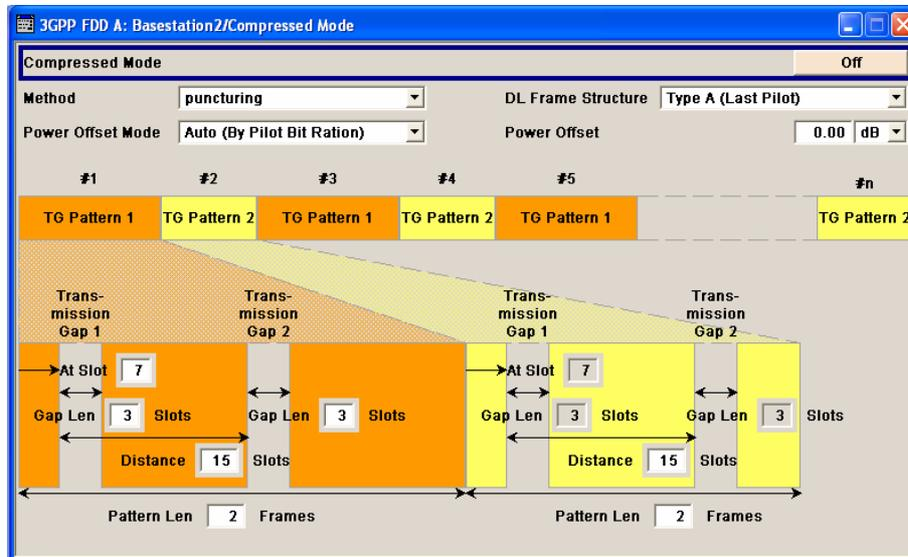 3GPP FDD A: Basestation2/Compressed Mode
Compressed Mode Off
Method puncturing DL Frame Structure Type A (Last Pilot)
Power Offset Mode Auto (By Pilot Bit Ration) Power Offset 0.00 dB
#1 #2 #3 #4 #5 #n
TG Pattern 1 TG Pattern 2 TG Pattern 1 TG Pattern 2 TG Pattern 1 TG Pattern 2
Trans- Trans- Trans- Trans-
mission mission mission mission
Gap 1 Gap 2 Gap 1 Gap 2
At Slot 7 At Slot 7
Gap Len 3 Slots Gap Len 3 Slots Gap Len 3 Slots Gap Len 3 Slots
Distance 15 Slots Distance 15 Slots
Pattern Len 2 Frames Pattern Len 2 Frames